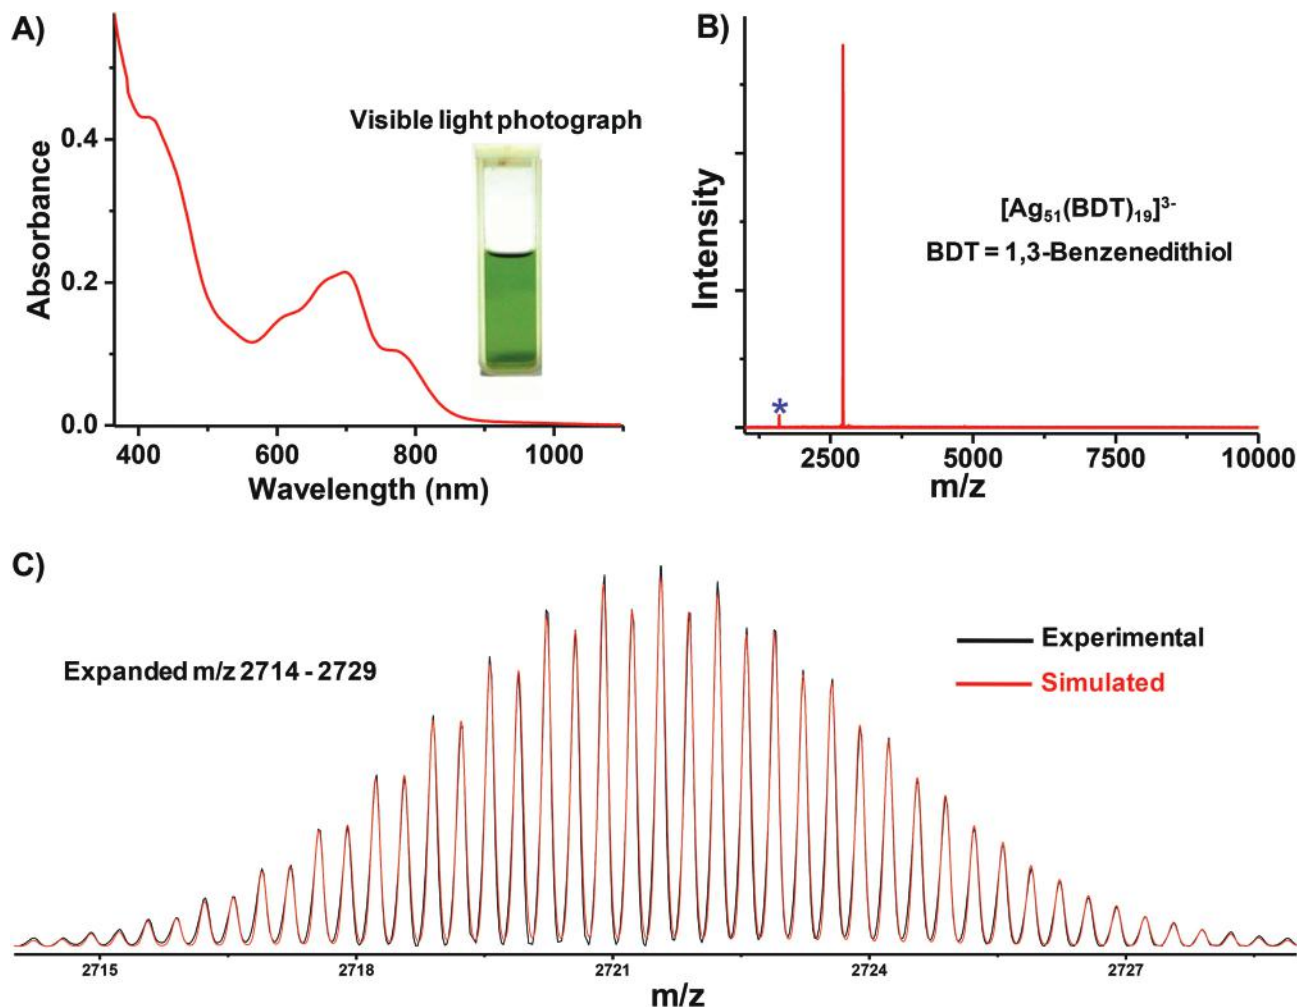 A)
Absorbance
0.4
0.2
0.0
400
600
800
1000
Wavelength (nm)
Visible light photograph
B)
Intensity
*
[Ag₅₁(BDT)₁₉]³⁻
BDT = 1,3-Benzenedithiol
2500
5000
7500
10000
m/z
C)
Expanded m/z 2714 - 2729
Experimental
Simulated
2715
2718
2721
2724
2727
m/z